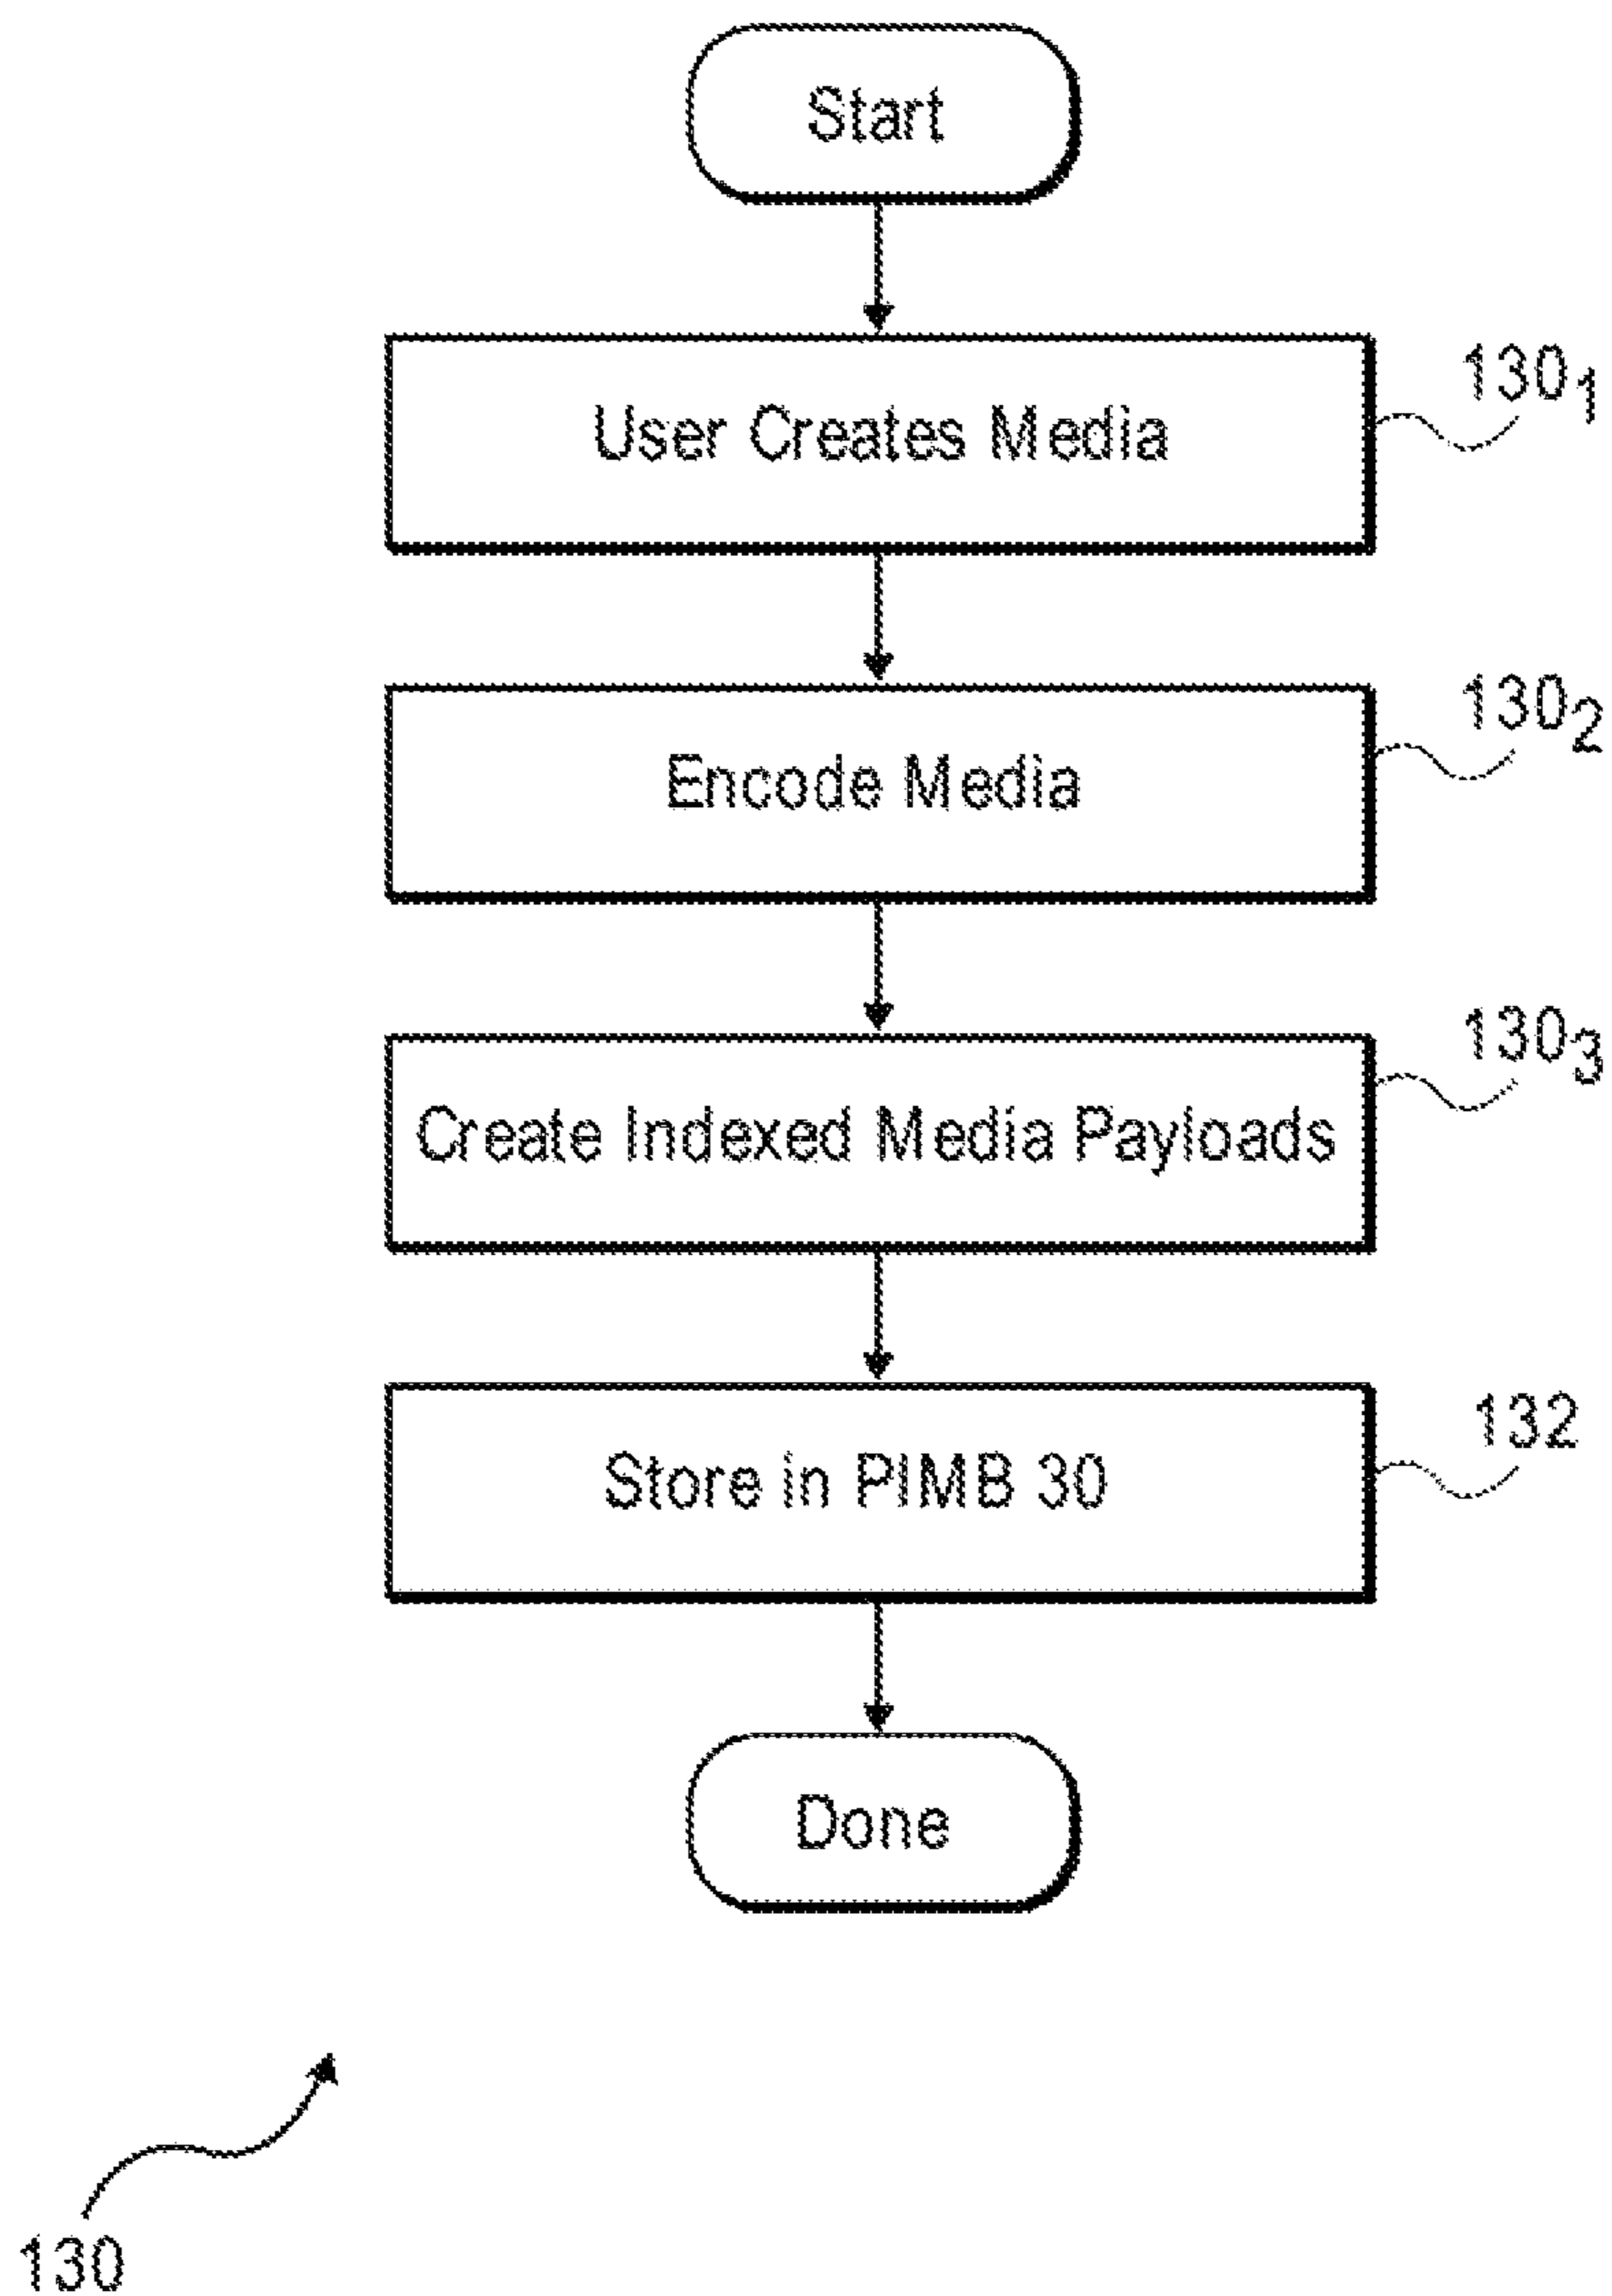 Start
User Creates Media
130₁
Encode Media
130₂
Create Indexed Media Payloads
130₃
Store in PIMB 30
132
Done
130